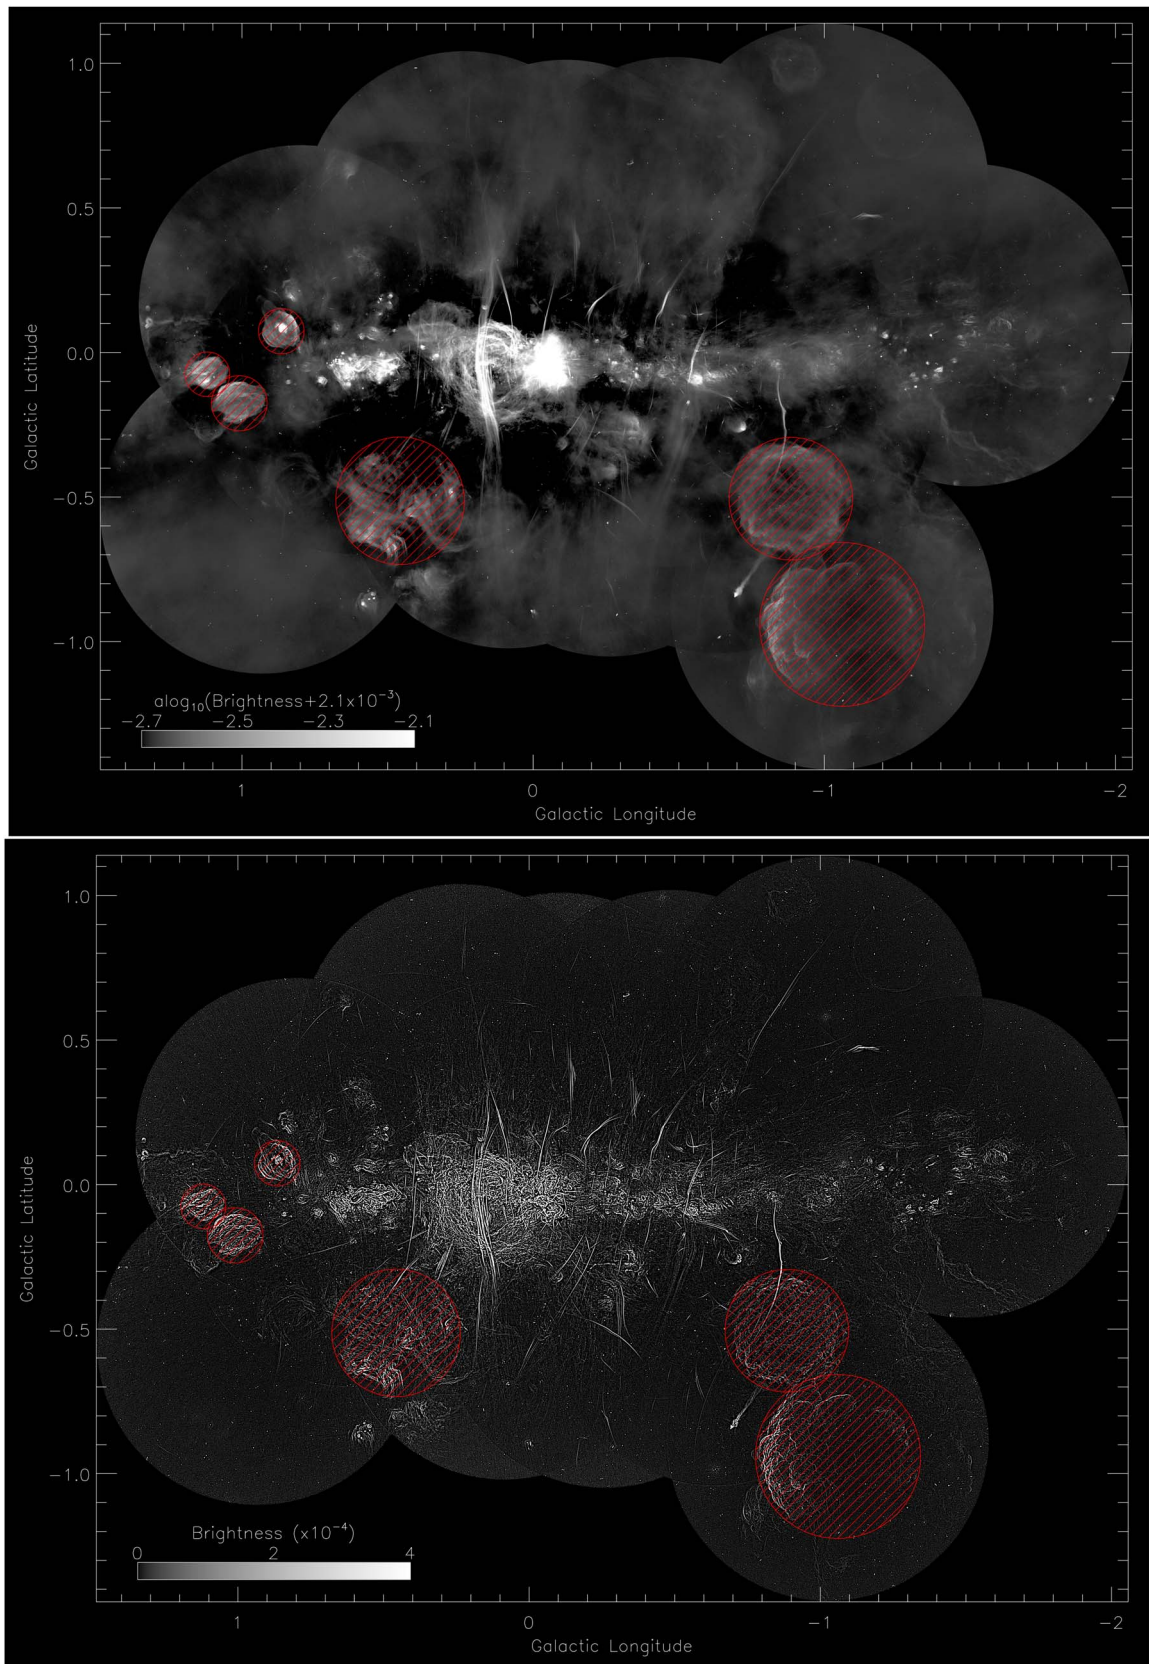 1.0
0.5
0.0
−0.5
−1.0
Galactic Latitude
alog₁₀(Brightness+2.1x10⁻³)
−2.7 −2.5 −2.3 −2.1
1 0 −1 −2
Galactic Longitude
1.0
0.5
0.0
−0.5
−1.0
Galactic Latitude
Brightness (x10⁻⁴)
0 2 4
1 0 −1 −2
Galactic Longitude